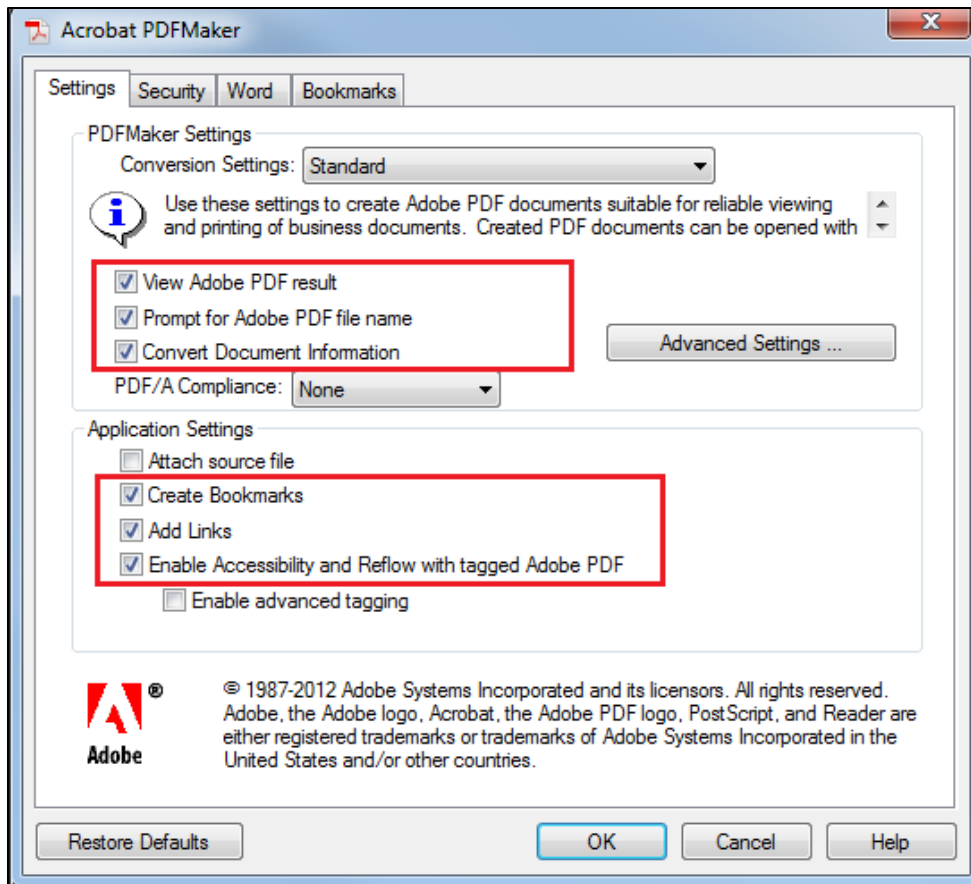 Acrobat PDFMaker
Settings Security Word Bookmarks
PDFMaker Settings
Conversion Settings: Standard
Use these settings to create Adobe PDF documents suitable for reliable viewing
and printing of business documents. Created PDF documents can be opened with
View Adobe PDF result
Prompt for Adobe PDF file name
Convert Document Information
Advanced Settings ...
PDF/A Compliance: None
Application Settings
Attach source file
Create Bookmarks
Add Links
Enable Accessibility and Reflow with tagged Adobe PDF
Enable advanced tagging
Adobe
®
© 1987-2012 Adobe Systems Incorporated and its licensors. All rights reserved.
Adobe, the Adobe logo, Acrobat, the Adobe PDF logo, PostScript, and Reader are
either registered trademarks or trademarks of Adobe Systems Incorporated in the
United States and/or other countries.
Restore Defaults OK Cancel Help